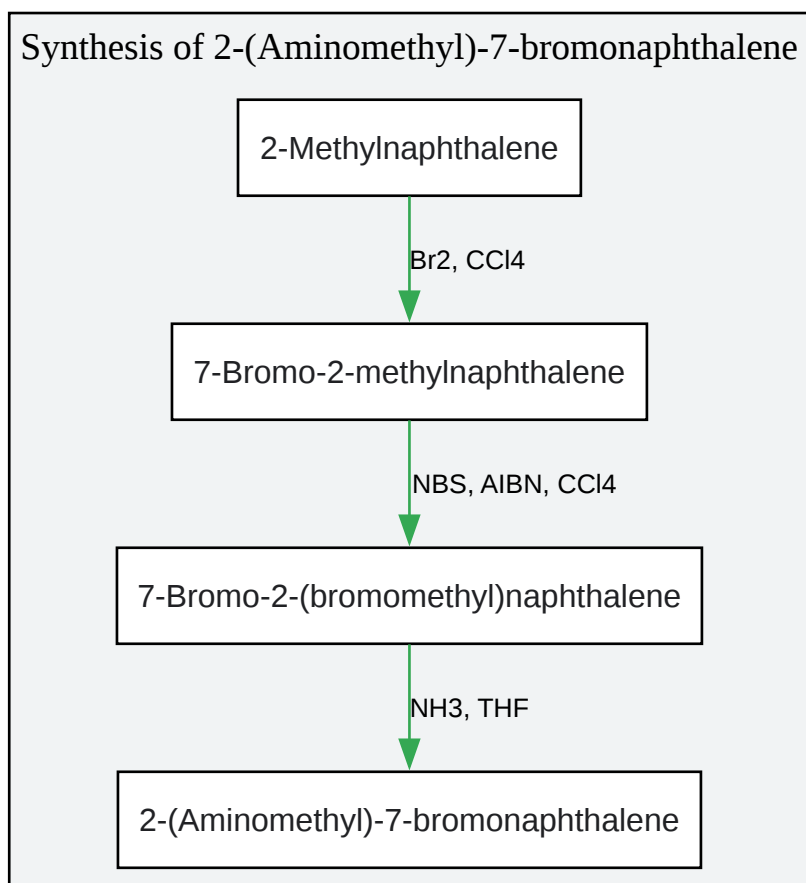 Synthesis of 2-(Aminomethyl)-7-bromonaphthalene
2-Methylnaphthalene
Br2, CCl4
7-Bromo-2-methylnaphthalene
NBS, AIBN, CCl4
7-Bromo-2-(bromomethyl)naphthalene
NH3, THF
2-(Aminomethyl)-7-bromonaphthalene